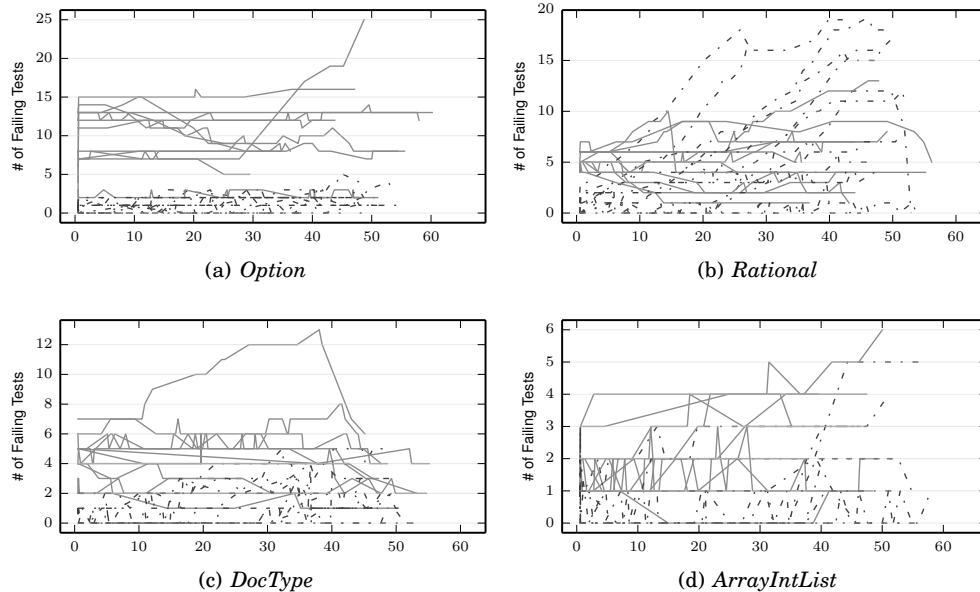 25
20
15
10
5
0
# of Failing Tests
0 10 20 30 40 50 60
(a) Option
20
15
10
5
0
# of Failing Tests
0 10 20 30 40 50 60
(b) Rational
12
10
8
6
4
2
0
# of Failing Tests
0 10 20 30 40 50 60
(c) DocType
6
5
4
3
2
1
0
# of Failing Tests
0 10 20 30 40 50 60
(d) ArrayIntList